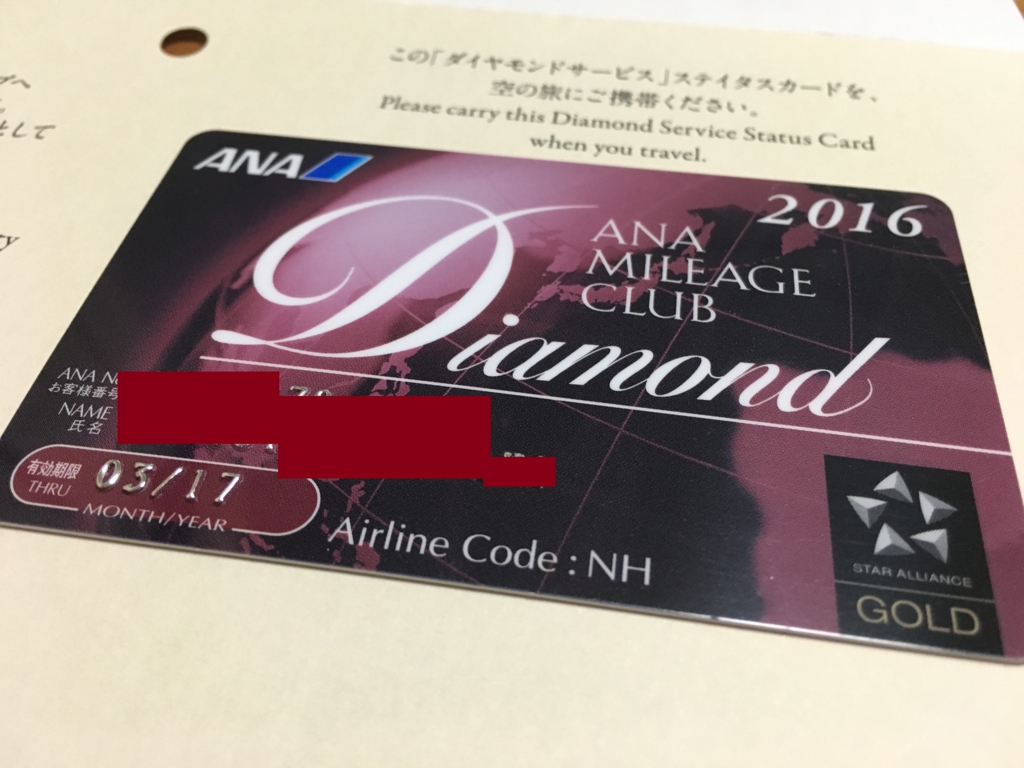 この「ダイヤモンドサービス」ステイタスカードを、
空の旅にご携帯ください。
Please carry this Diamond Service Status Card
when you travel.
して
ANA
2016
ANA
MILEAGE
CLUB
Diamond
ANA
お客様番号
NAME
氏名
有効期限
THRU
03/17
MONTH/YEAR
Airline Code : NH
STAR ALLIANCE
GOLD